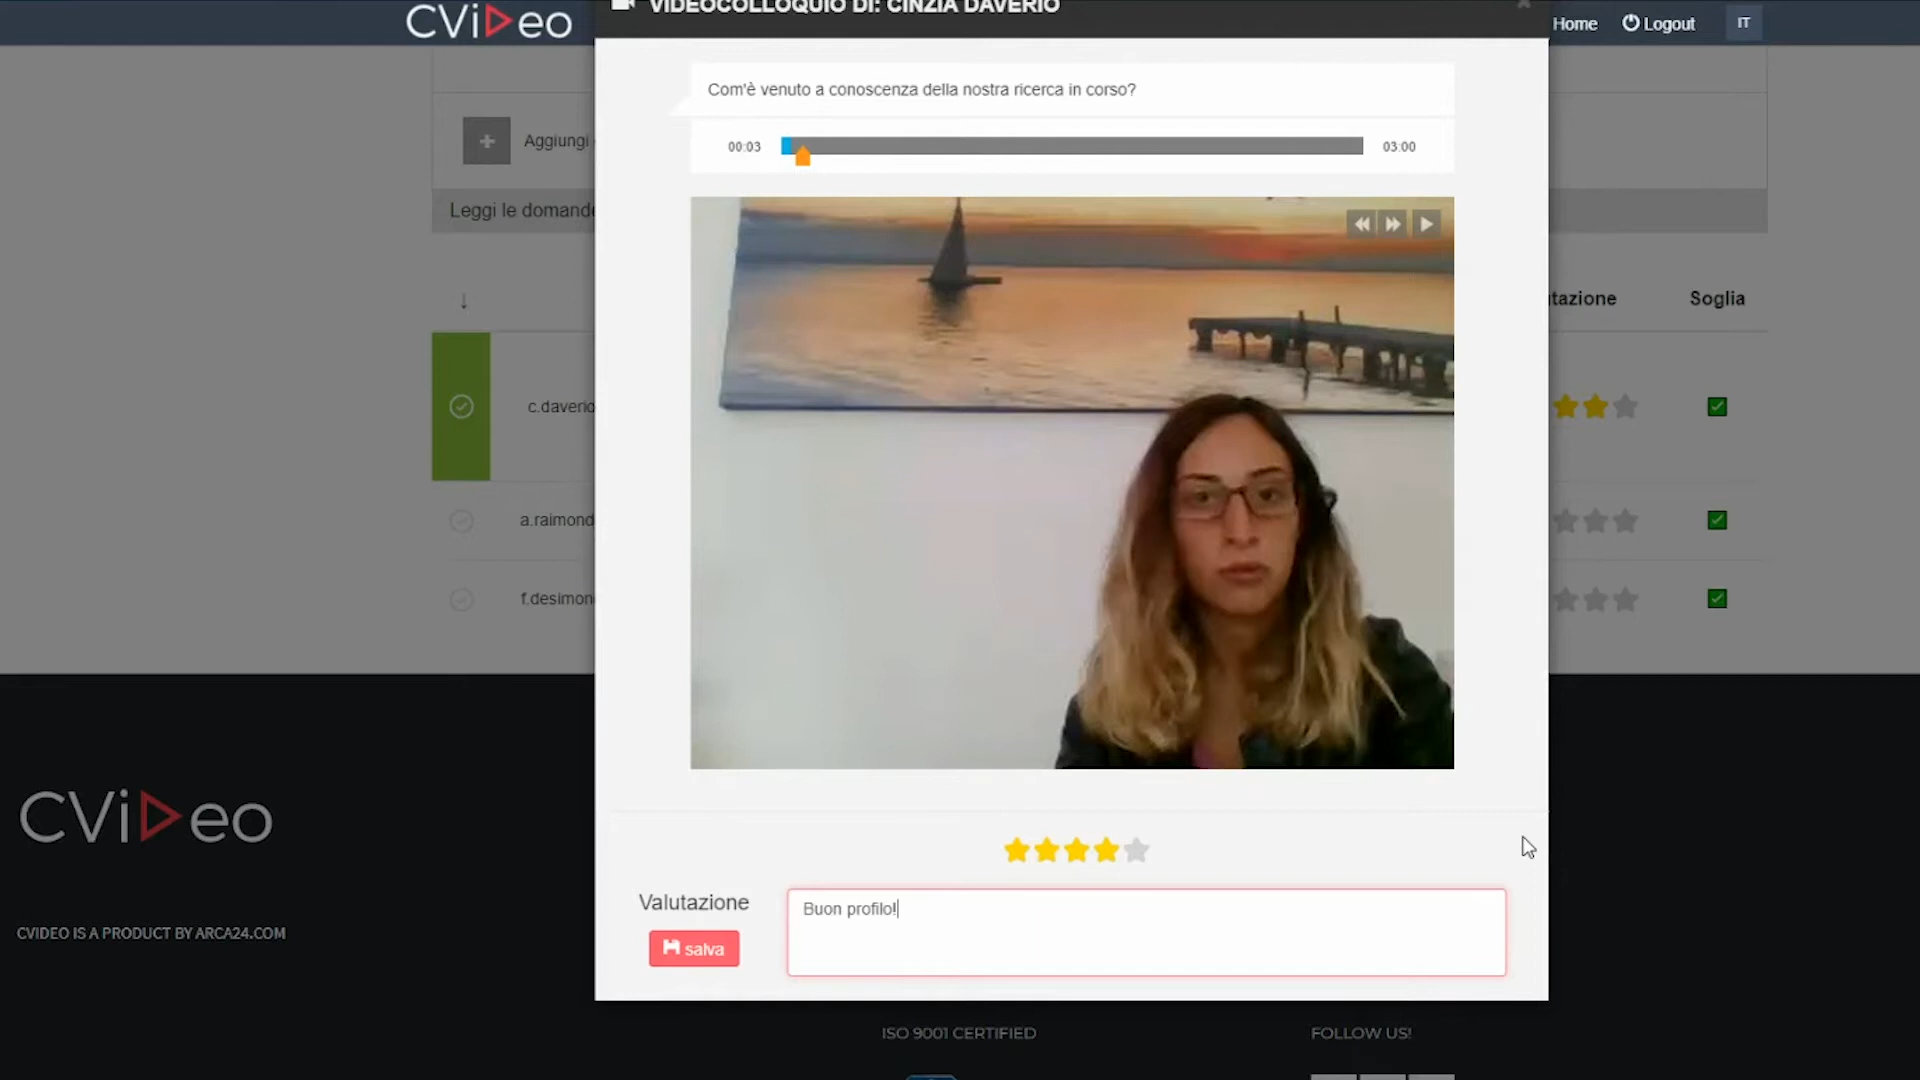 CVideo
VIDEOCOLLOQUIO DI: CINZIA DAVERIO
Home
Logout
IT
Com'è venuto a conoscenza della nostra ricerca in corso?
00:03
03:00
Aggiungi
Leggi le domande
tazione
Soglia
c.daverio
a.raimond
f.desimon
Valutazione
Buon profilo!
salva
CVideo
CVIDEO IS A PRODUCT BY ARCA24.COM
ISO 9001 CERTIFIED
FOLLOW US!